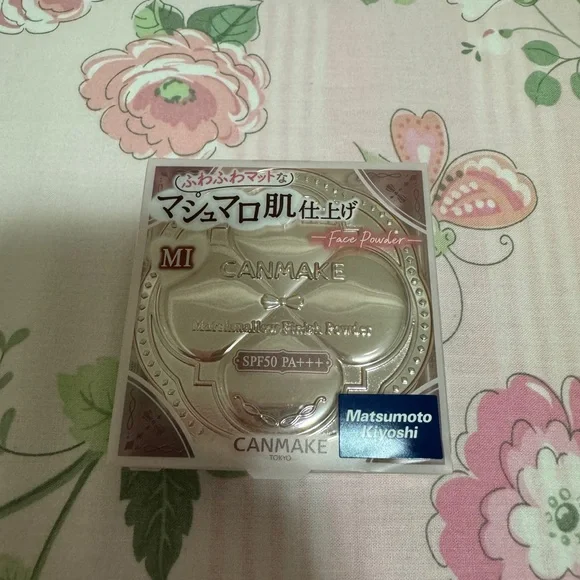 ふわふわマットな
マシュマロ肌仕上げ
Face Powder
MI
CANMAKE
Marshmallow Finish Powder
SPF50 PA+++
Matsumoto
Kiyoshi
CANMAKE
TOKYO